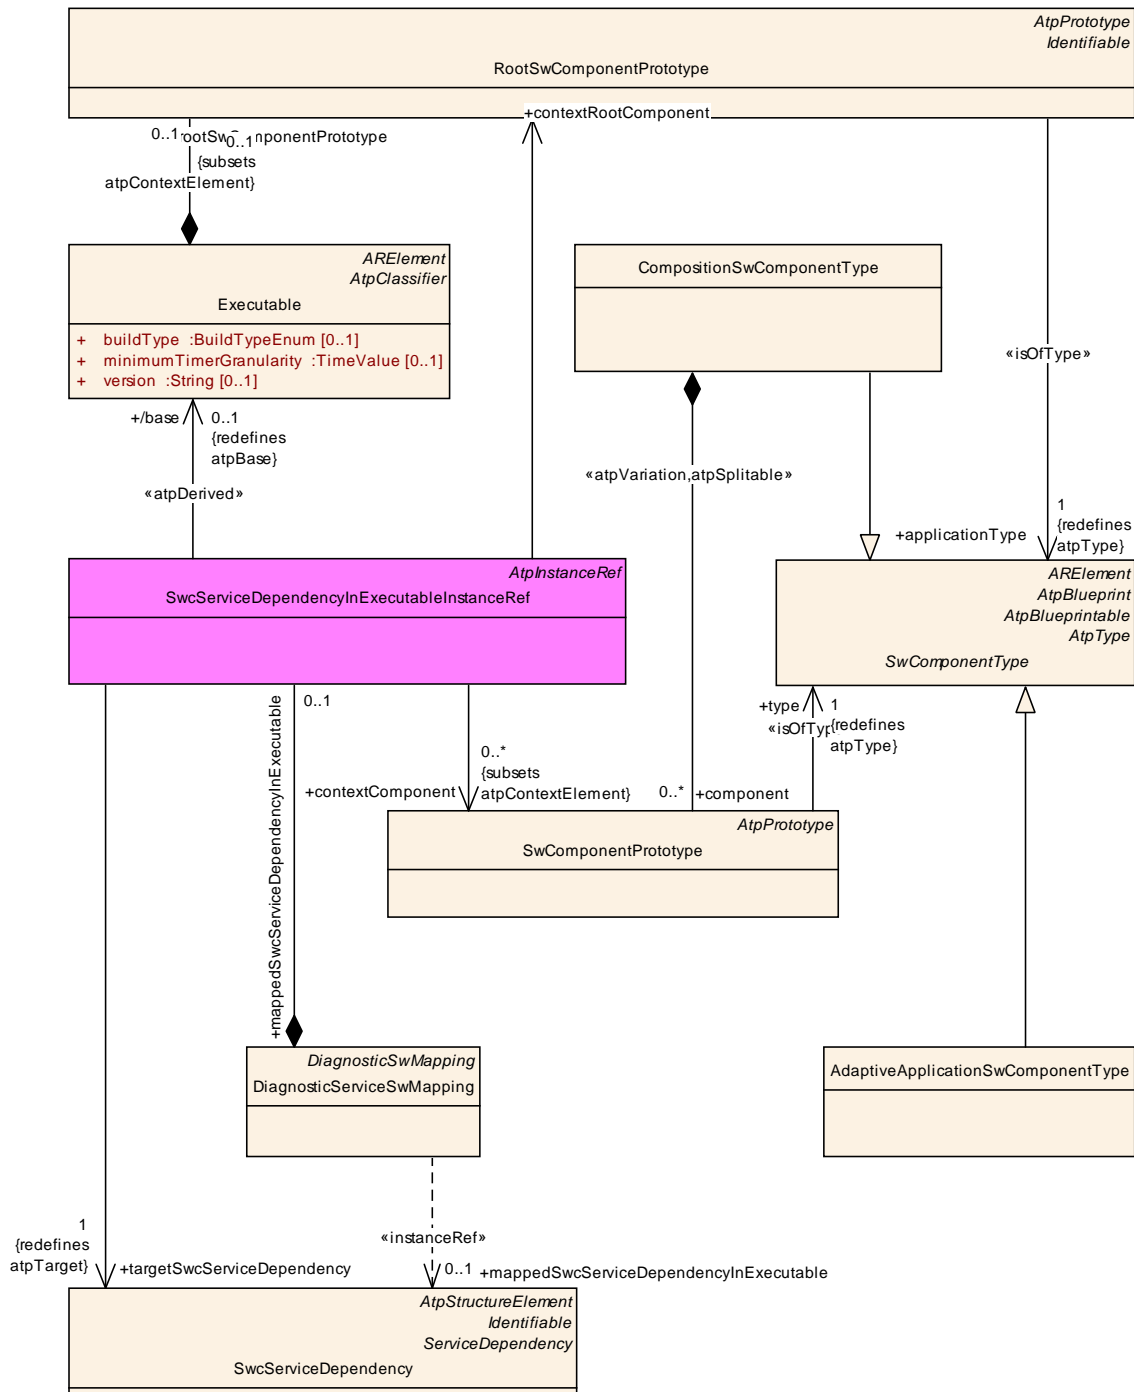 AtpPrototype
Identifiable
RootSwComponentPrototype
+contextRootComponent
0..1
0..1
{subsets
atpContextElement}
ARElement
AtpClassifier
Executable
+ buildType :BuildTypeEnum [0..1]
+ minimumTimerGranularity :TimeValue [0..1]
+ version :String [0..1]
CompositionSwComponentType
«isOfType»
+/base
0..1
{redefines
atpBase}
«atpVariation,atpSplitable»
«atpDerived»
+applicationType
1
{redefines
atpType}
AtpInstanceRef
SwcServiceDependencyInExecutableInstanceRef
ARElement
AtpBlueprint
AtpBlueprintable
AtpType
SwComponentType
+mappedSwcServiceDependencyInExecutable
0..1
+type
1
{redefines
atpType}
0..*
{subsets
atpContextElement}
+contextComponent
0..*
+component
AtpPrototype
SwComponentPrototype
DiagnosticSwMapping
DiagnosticServiceSwMapping
AdaptiveApplicationSwComponentType
1
{redefines
atpTarget}
+targetSwcServiceDependency
«instanceRef»
0..1
+mappedSwcServiceDependencyInExecutable
AtpStructureElement
Identifiable
ServiceDependency
SwcServiceDependency